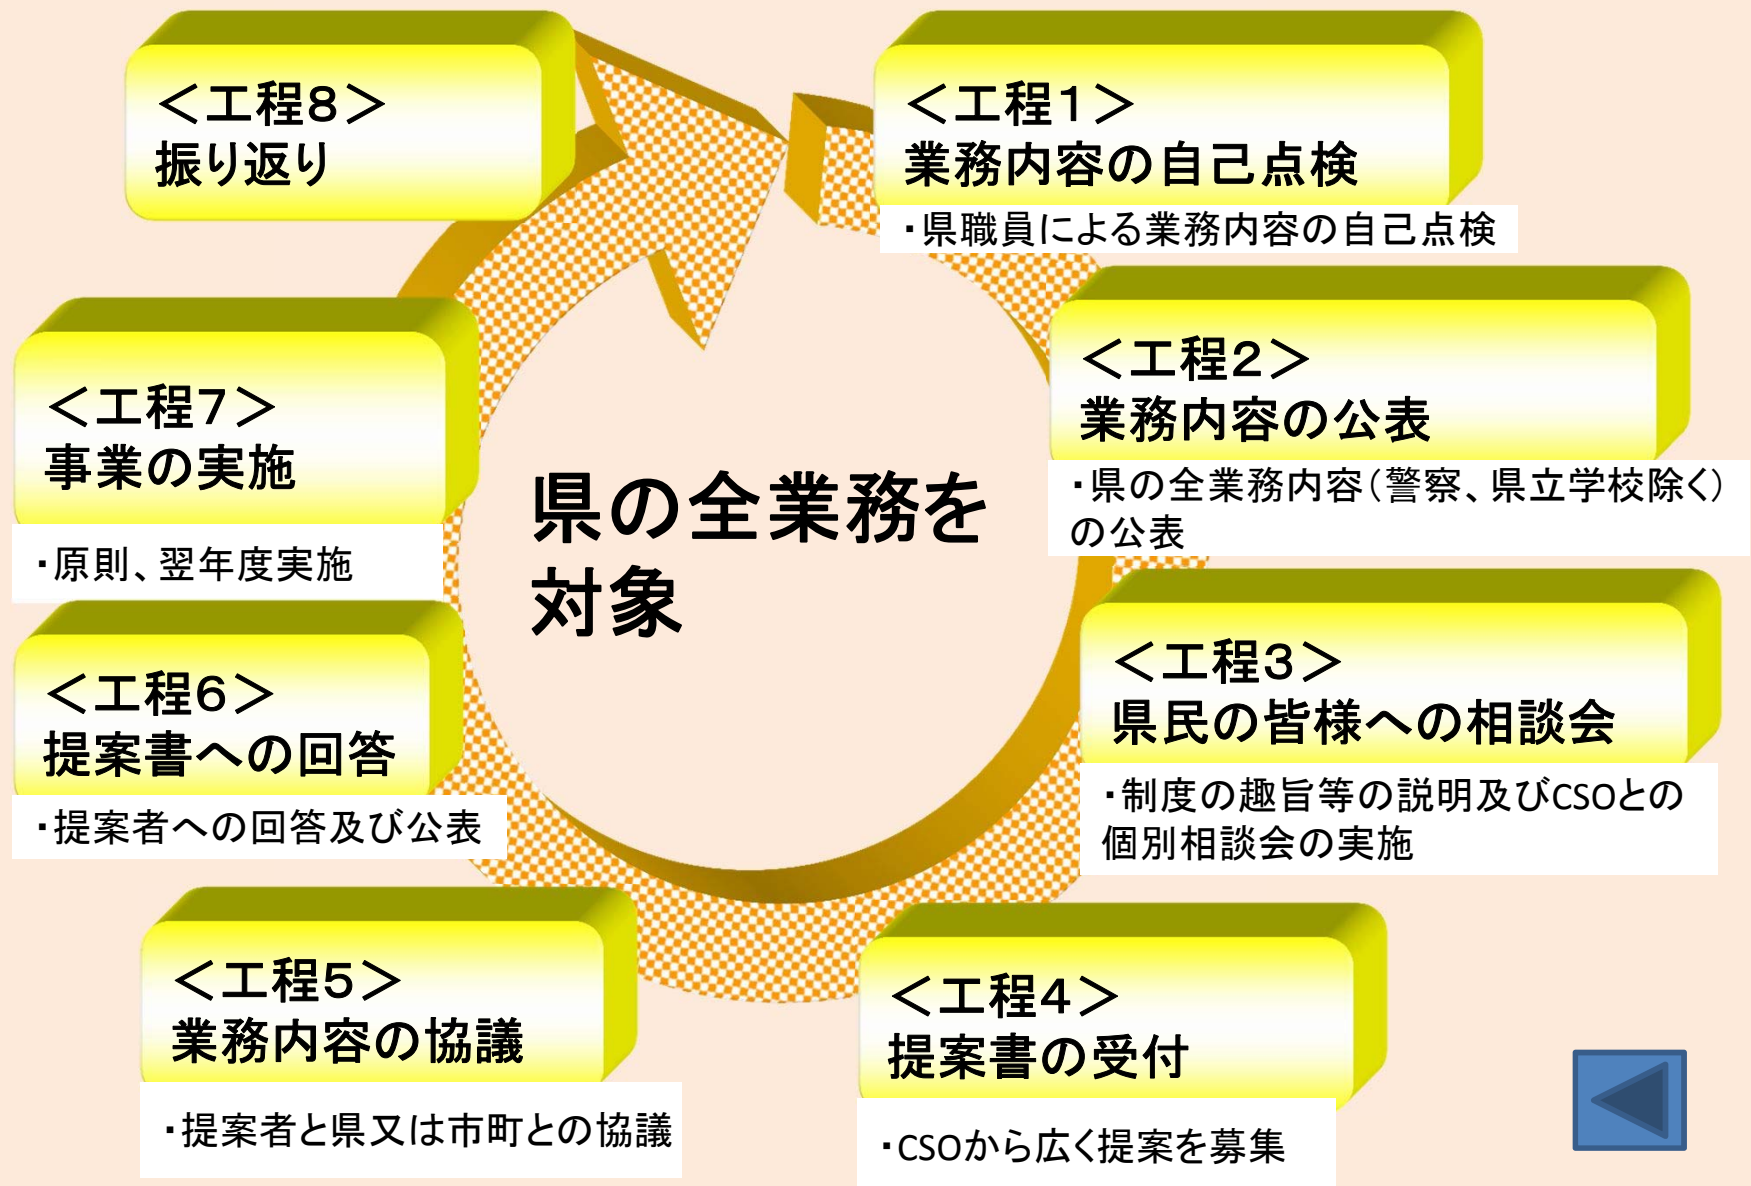 ＜工程1＞
業務内容の自己点検
・県職員による業務内容の自己点検
＜工程2＞
業務内容の公表
・県の全業務内容（警察、県立学校除く）
の公表
＜工程3＞
県民の皆様への相談会
・制度の趣旨等の説明及びCSOとの
個別相談会の実施
＜工程4＞
提案書の受付
・CSOから広く提案を募集
＜工程5＞
業務内容の協議
・提案者と県又は市町との協議
＜工程6＞
提案書への回答
・提案者への回答及び公表
＜工程7＞
事業の実施
・原則、翌年度実施
＜工程8＞
振り返り
県の全業務を
対象